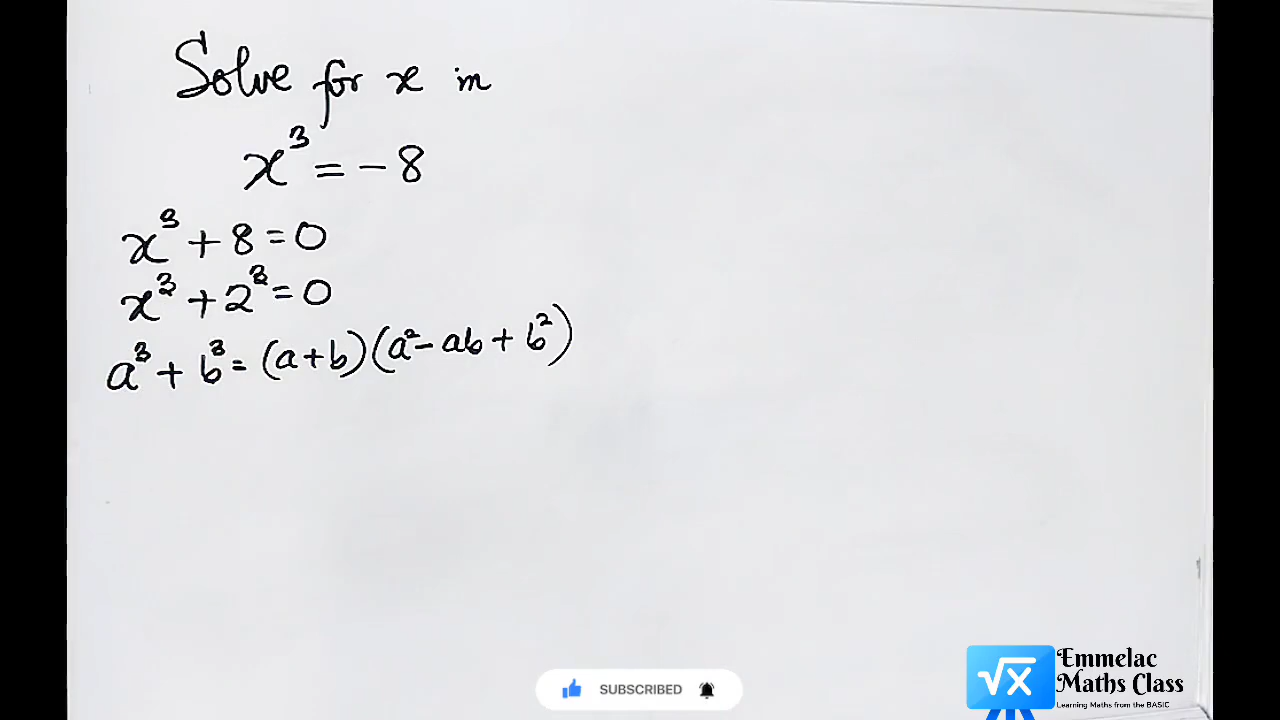 Solve for x in
x³ = -8
x³ + 8 = 0
x³ + 2³ = 0
a³ + b³ = (a+b)(a² - ab + b²)
SUBSCRIBED
√x
Emmelac
Maths Class
Learning Maths from the BASIC